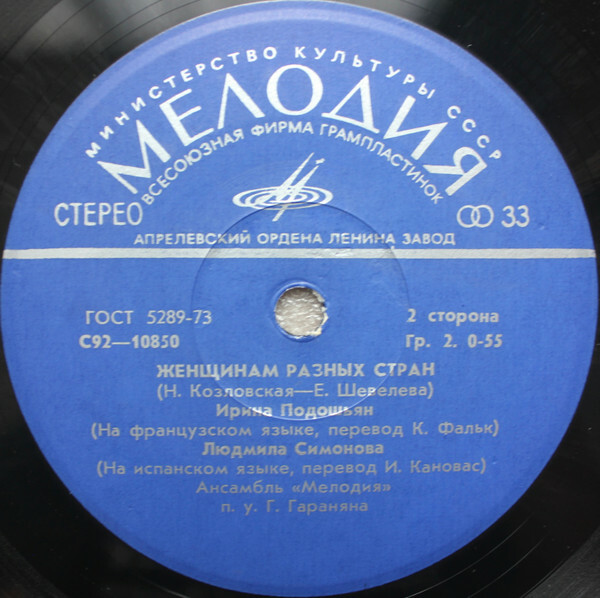 МИНИСТЕРСТВО КУЛЬТУРЫ СССР
МЕЛОДИЯ
ВСЕСОЮЗНАЯ ФИРМА ГРАМПЛАСТИНОК
СТЕРЕО
33
АПРЕЛЕВСКИЙ ОРДЕНА ЛЕНИНА ЗАВОД
ГОСТ 5289-73
2 сторона
С92—10850
Гр. 2. 0-55
ЖЕНЩИНАМ РАЗНЫХ СТРАН
(Н. Козловская—Е. Шевелева)
Ирина Подошьян
(На французском языке, перевод К. Фальк)
Людмила Симонова
(На испанском языке, перевод И. Кановас)
Ансамбль «Мелодия»
п. у. Г. Гараняна